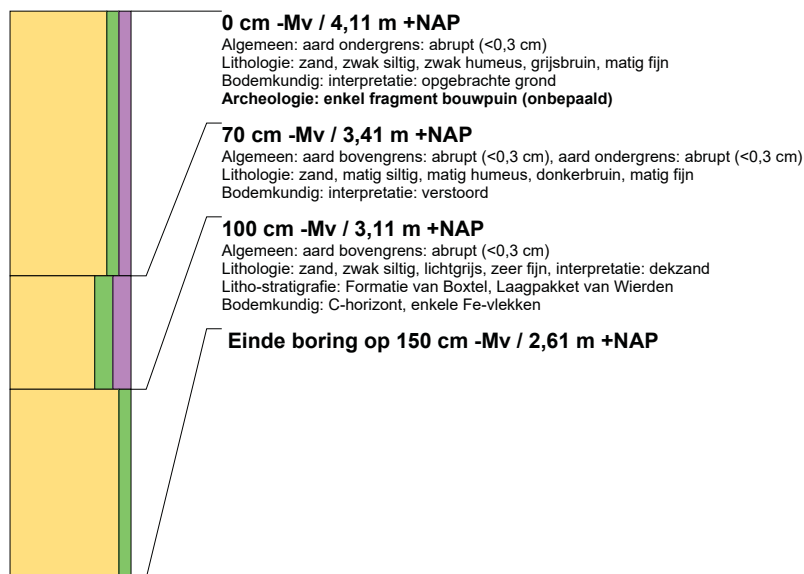 0 cm -Mv / 4,11 m +NAP
Algemeen: aard ondergrens: abrupt (<0,3 cm)
Lithologie: zand, zwak siltig, zwak humeus, grijsbruin, matig fijn
Bodemkundig: interpretatie: opgebrachte grond
Archeologie: enkel fragment bouwpuin (onbepaald)
70 cm -Mv / 3,41 m +NAP
Algemeen: aard bovengrens: abrupt (<0,3 cm), aard ondergrens: abrupt (<0,3 cm)
Lithologie: zand, matig siltig, matig humeus, donkerbruin, matig fijn
Bodemkundig: interpretatie: verstoord
100 cm -Mv / 3,11 m +NAP
Algemeen: aard bovengrens: abrupt (<0,3 cm)
Lithologie: zand, zwak siltig, lichtgrijs, zeer fijn, interpretatie: dekzand
Litho-stratigrafie: Formatie van Boxtel, Laagpakket van Wierden
Bodemkundig: C-horizont, enkele Fe-vlekken
Einde boring op 150 cm -Mv / 2,61 m +NAP